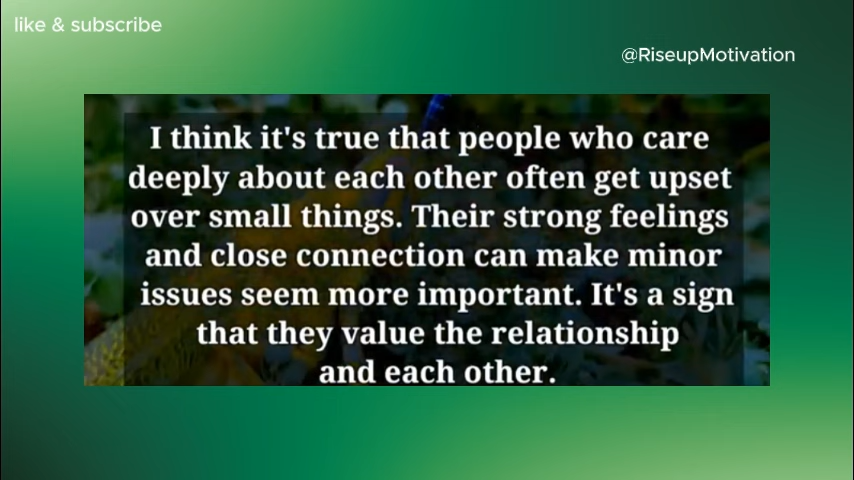 like & subscribe
@RiseupMotivation
I think it's true that people who care
deeply about each other often get upset
over small things. Their strong feelings
and close connection can make minor
issues seem more important. It's a sign
that they value the relationship
and each other.